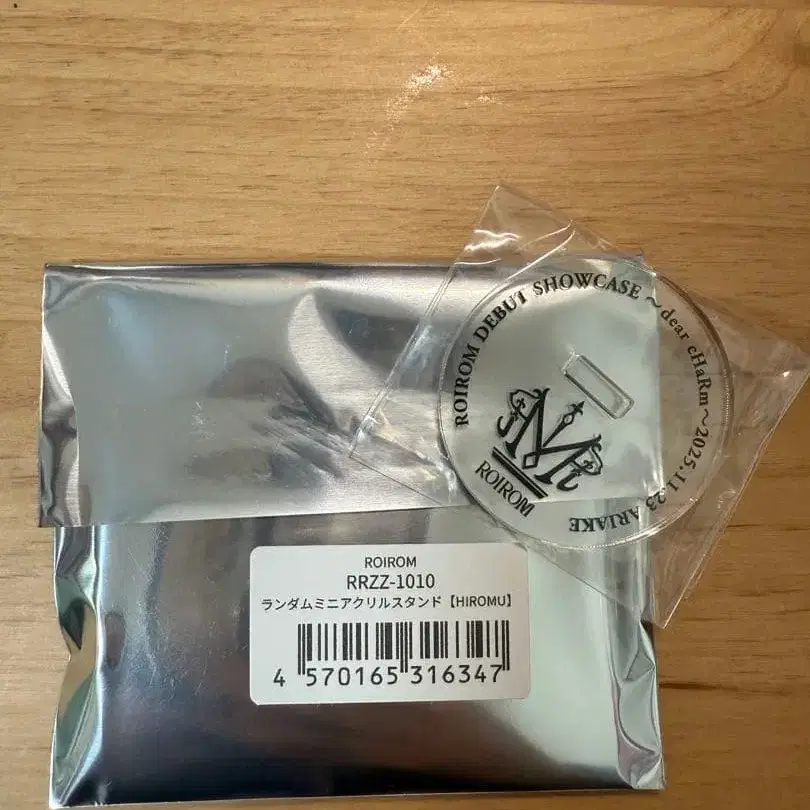 ROIROM DEBUT SHOWCASE ~dear cHaRm~2025.11.23 ARIAKE
ROIROM
ROIROM
RRZZ-1010
ランダムミニアクリルスタンド【HIROMU】
4 570165 316347